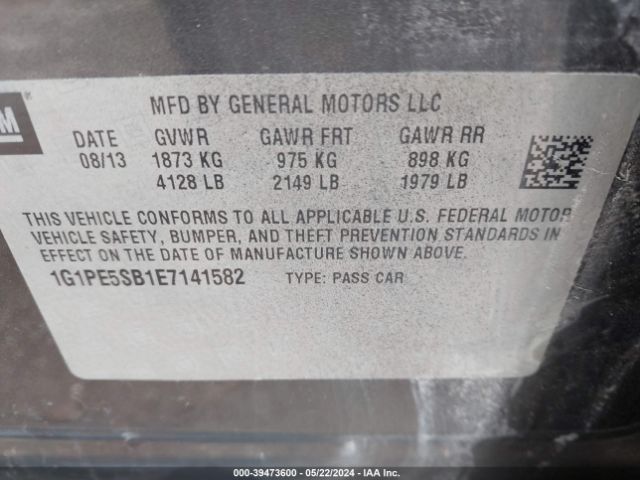 GM
MFD BY GENERAL MOTORS LLC
DATE GVWR GAWR FRT GAWR RR
08/13 1873 KG 975 KG 898 KG
4128 LB 2149 LB 1979 LB
THIS VEHICLE CONFORMS TO ALL APPLICABLE U.S. FEDERAL MOTOR
VEHICLE SAFETY, BUMPER, AND THEFT PREVENTION STANDARDS IN
EFFECT ON THE DATE OF MANUFACTURE SHOWN ABOVE.
1G1PE5SB1E7141582 TYPE: PASS CAR
000-39473600 - 05/22/2024 - IAA Inc.